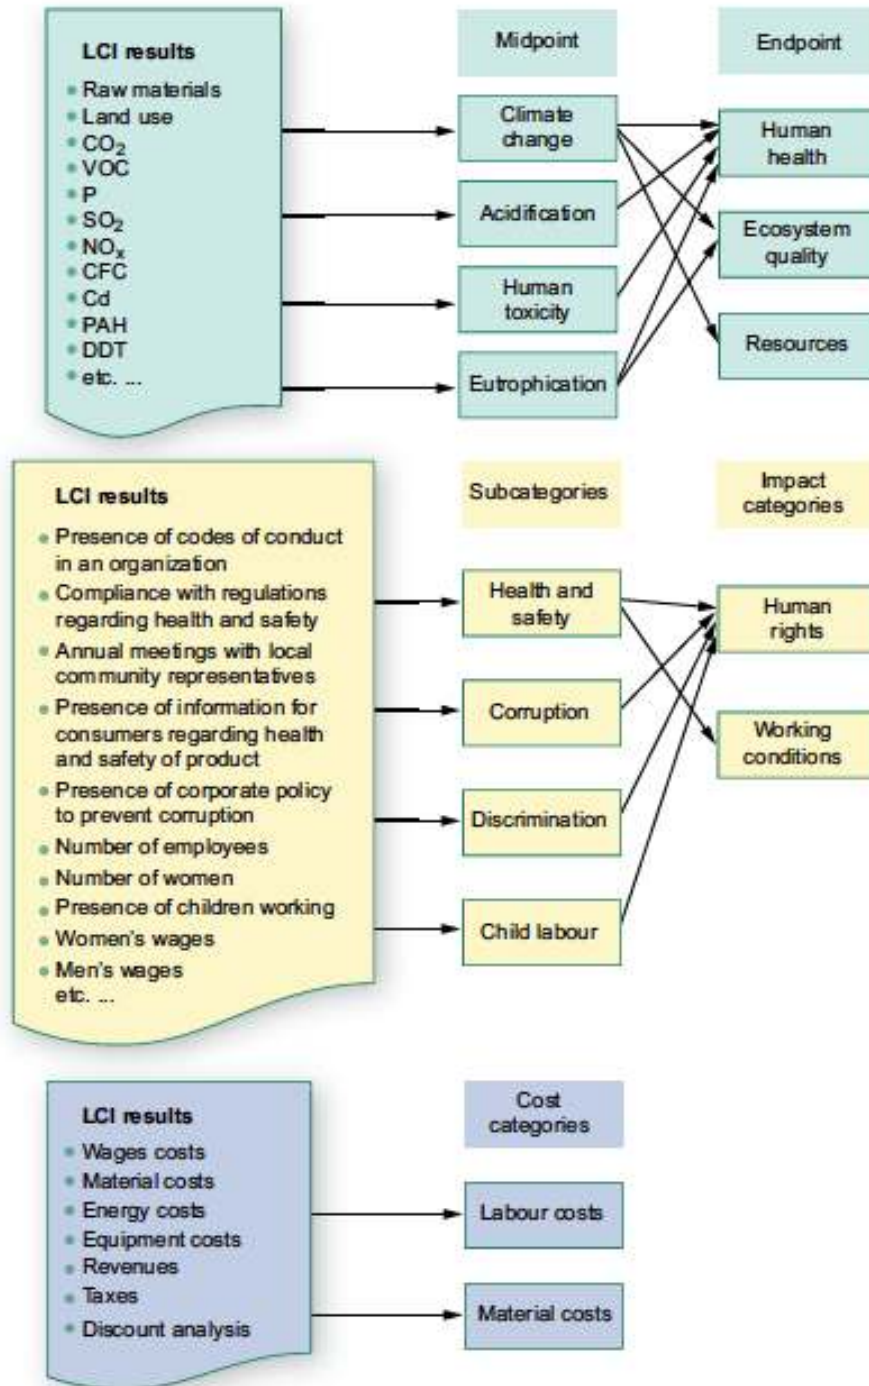 LCI results
Raw materials
Land use
CO₂
VOC
P
SO₂
NOₓ
CFC
Cd
PAH
DDT
etc. ...
Midpoint
Climate
change
Acidification
Human
toxicity
Eutrophication
Endpoint
Human
health
Ecosystem
quality
Resources
LCI results
Presence of codes of conduct
in an organization
Compliance with regulations
regarding health and safety
Annual meetings with local
community representatives
Presence of information for
consumers regarding health
and safety of product
Presence of corporate policy
to prevent corruption
Number of employees
Number of women
Presence of children working
Women's wages
Men's wages
etc. ...
Subcategories
Health and
safety
Corruption
Discrimination
Child labour
Impact
categories
Human
rights
Working
conditions
LCI results
Wages costs
Material costs
Energy costs
Equipment costs
Revenues
Taxes
Discount analysis
Cost
categories
Labour costs
Material costs